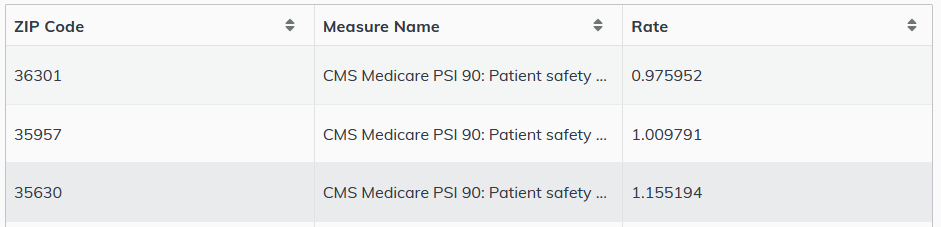 ZIP Code Measure Name Rate
36301 CMS Medicare PSI 90: Patient safety ... 0.975952
35957 CMS Medicare PSI 90: Patient safety ... 1.009791
35630 CMS Medicare PSI 90: Patient safety ... 1.155194